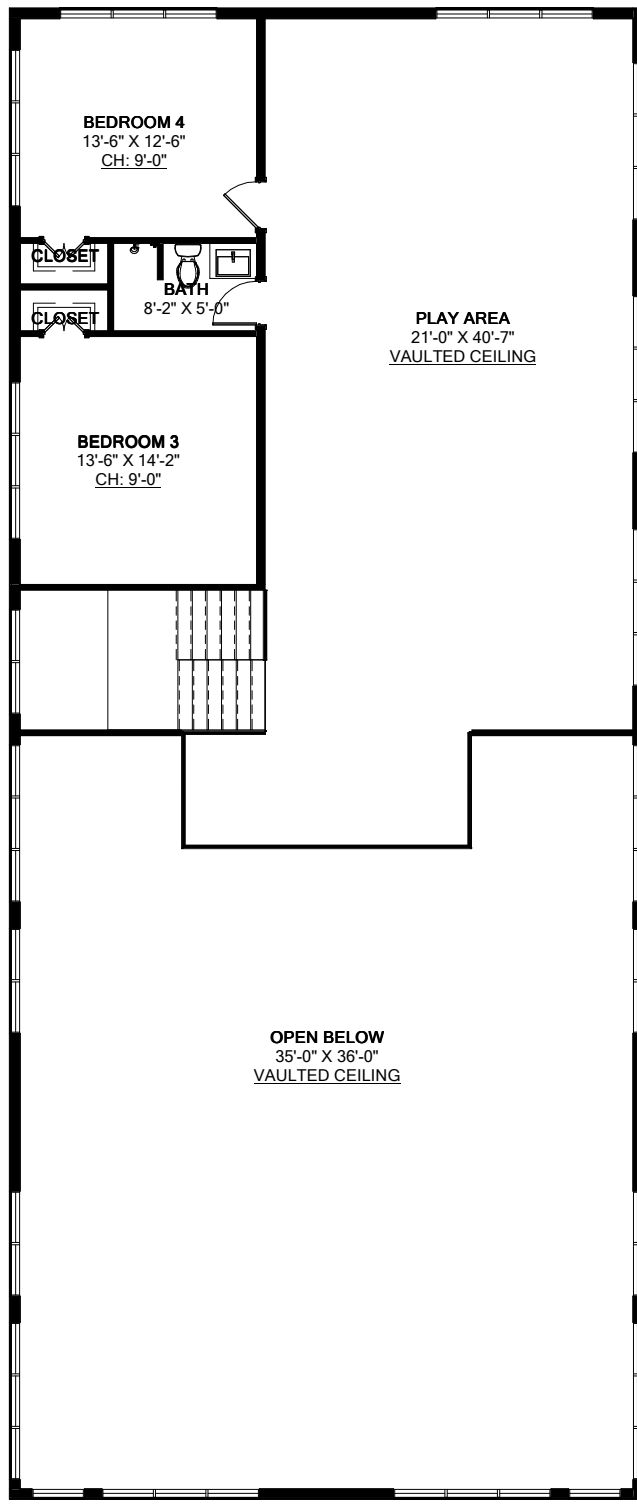 BEDROOM 4
13'-6" X 12'-6"
CH: 9'-0"
CLOSET
BATH
8'-2" X 5'-0"
CLOSET
PLAY AREA
21'-0" X 40'-7"
VAULTED CEILING
BEDROOM 3
13'-6" X 14'-2"
CH: 9'-0"
OPEN BELOW
35'-0" X 36'-0"
VAULTED CEILING